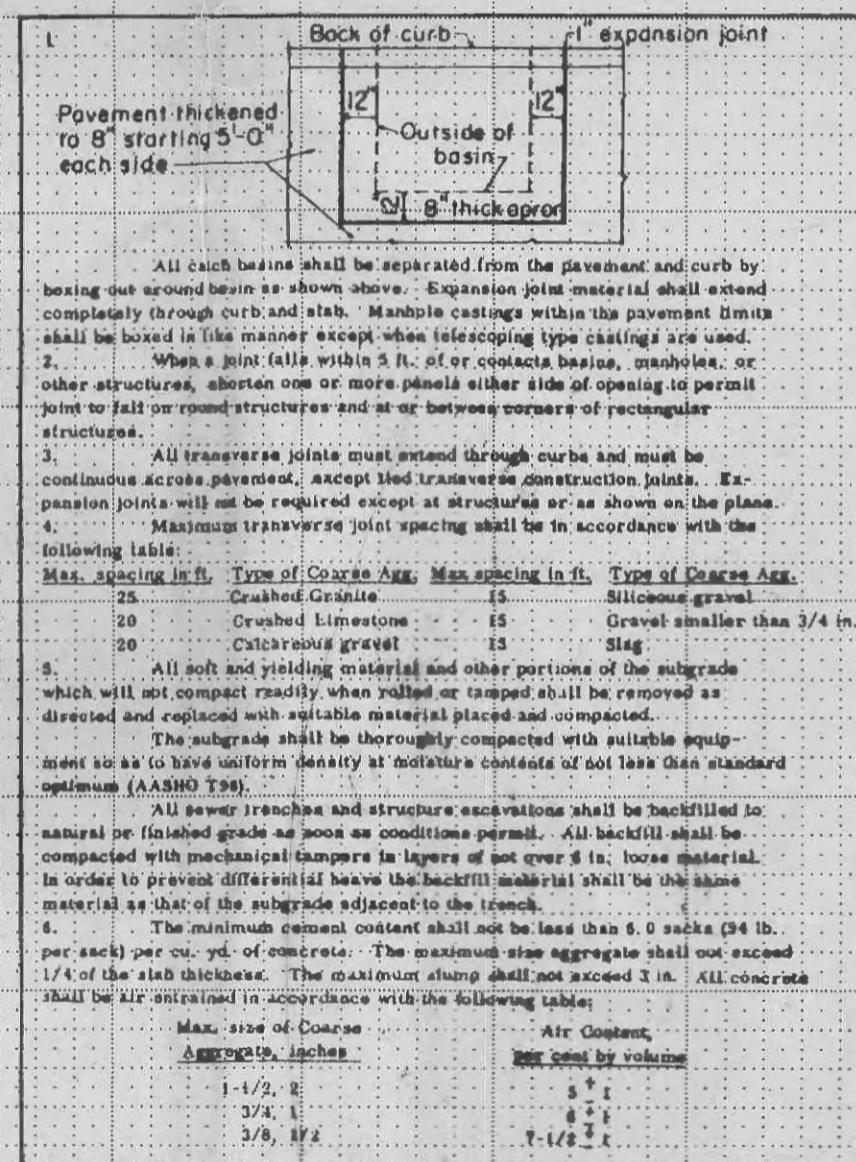 1.
Back of curb
1" expansion joint
12"
12"
Pavement thickened
to 8" starting 5'-0"
each side
Outside of
basin
12"
8" thick apron
All catch basins shall be separated from the pavement and curb by
boxing out around basin as shown above. Expansion joint material shall extend
completely through curb and slab. Manhole castings within the pavement limits
shall be boxed in like manner except when telescoping type castings are used.
2. When a joint falls within 5 ft. of or contacts basins, manholes, or
other structures, shorten one or more panels either side of opening to permit
joint to fall on round structures and at or between corners of rectangular
structures.
3. All transverse joints must extend through curbs and must be
continuous across pavement, except tied transverse construction joints. Ex-
pansion joints will not be required except at structures or as shown on the plans.
4. Maximum transverse joint spacing shall be in accordance with the
following table:
Max. spacing in ft. Type of Coarse Agg. Max spacing in ft. Type of Coarse Agg.
25 Crushed Granite 15 Siliceous gravel
20 Crushed Limestone 15 Gravel smaller than 3/4 in.
20 Calcareous gravel 15 Slag
5. All soft and yielding material and other portions of the subgrade
which will not compact readily when rolled or tamped shall be removed as
directed and replaced with suitable material placed and compacted.
The subgrade shall be thoroughly compacted with suitable equip-
ment so as to have uniform density at moisture contents of not less than standard
optimum (AASHO T98).
All sewer trenches and structure excavations shall be backfilled to
natural or finished grade as soon as conditions permit. All backfill shall be
compacted with mechanical tampers in layers of not over 6 in. loose material.
In order to prevent differential heave the backfill material shall be the same
material as that of the subgrade adjacent to the trench.
6. The minimum cement content shall not be less than 6.0 sacks (94 lb.
per sack) per cu. yd. of concrete. The maximum size aggregate shall not exceed
1/4 of the slab thickness. The maximum slump shall not exceed 3 in. All concrete
shall be air entrained in accordance with the following table:
Max. size of Coarse Air Content,
Aggregate, inches per cent by volume
1-1/2, 2 5 ± 1
3/4, 1 6 ± 1
3/8, 1/2 7-1/2 ± 1